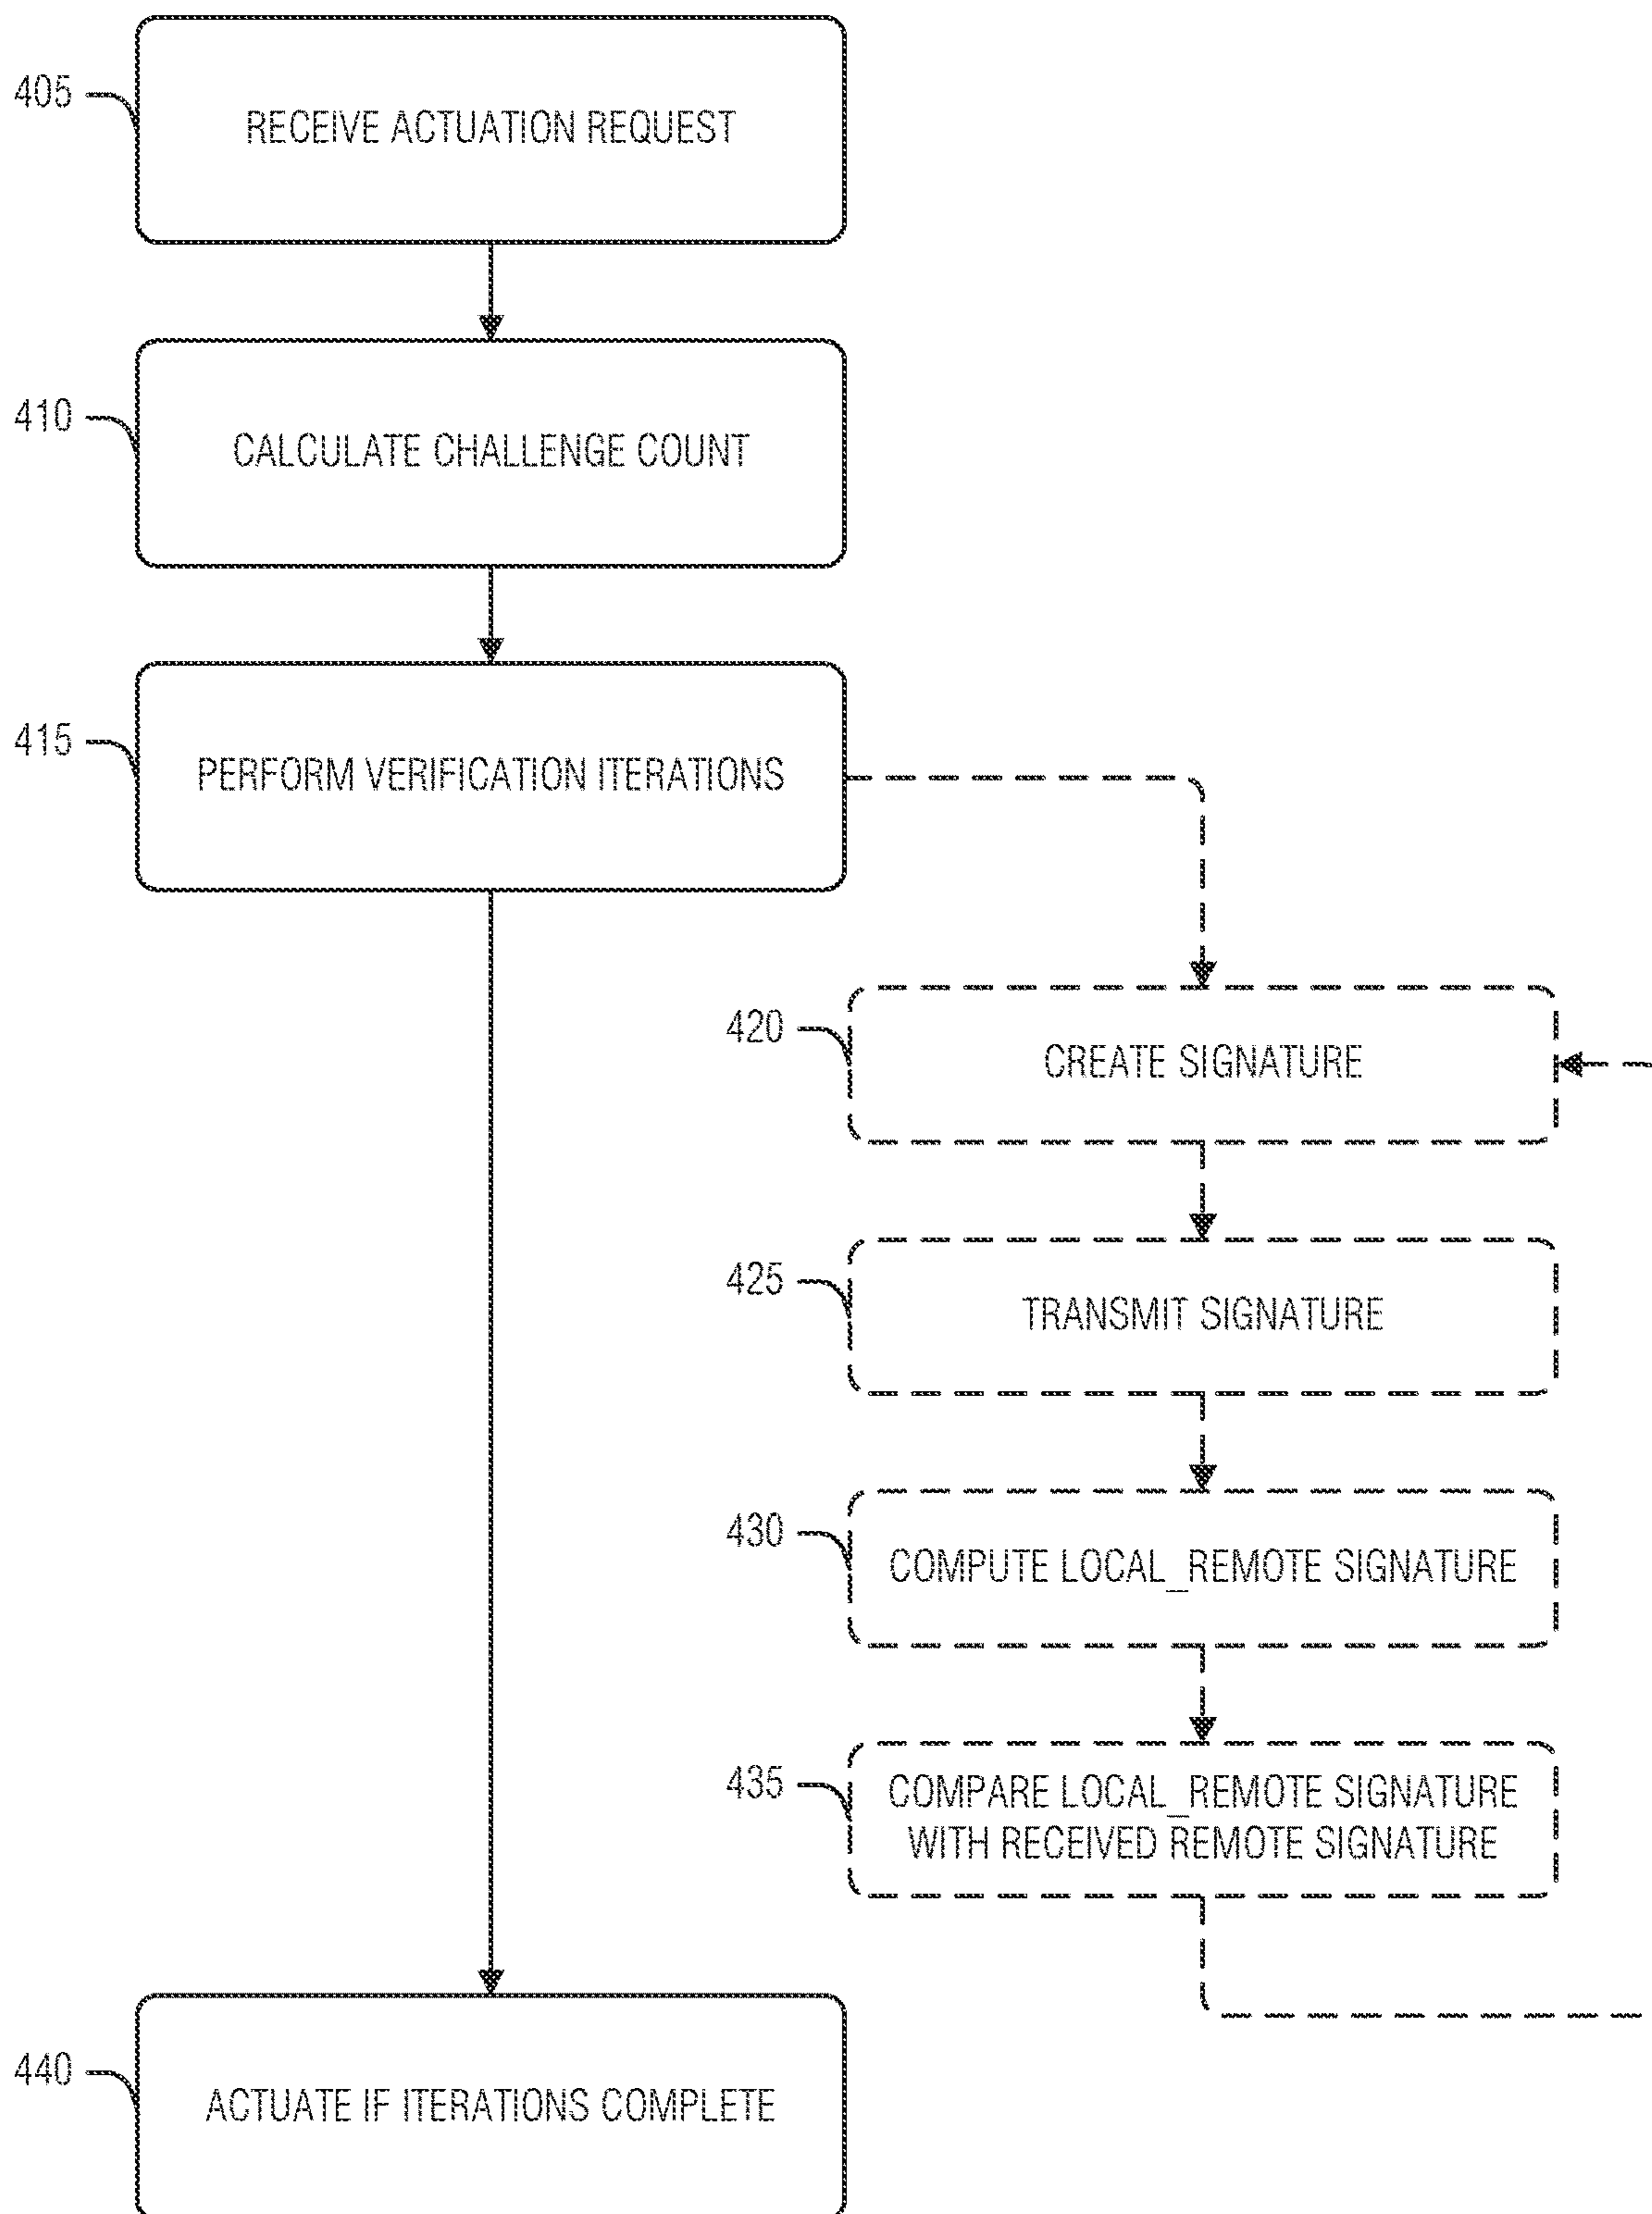 405
RECEIVE ACTUATION REQUEST
410
CALCULATE CHALLENGE COUNT
415
PERFORM VERIFICATION ITERATIONS
420
CREATE SIGNATURE
425
TRANSMIT SIGNATURE
430
COMPUTE LOCAL_REMOTE SIGNATURE
435
COMPARE LOCAL_REMOTE SIGNATURE
WITH RECEIVED REMOTE SIGNATURE
440
ACTUATE IF ITERATIONS COMPLETE